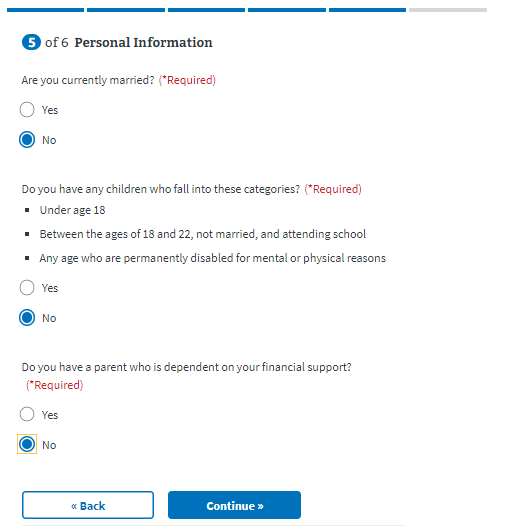 5 of 6 Personal Information
Are you currently married? (*Required)
Yes
No
Do you have any children who fall into these categories? (*Required)
▪ Under age 18
▪ Between the ages of 18 and 22, not married, and attending school
▪ Any age who are permanently disabled for mental or physical reasons
Yes
No
Do you have a parent who is dependent on your financial support?
(*Required)
Yes
No
« Back Continue »